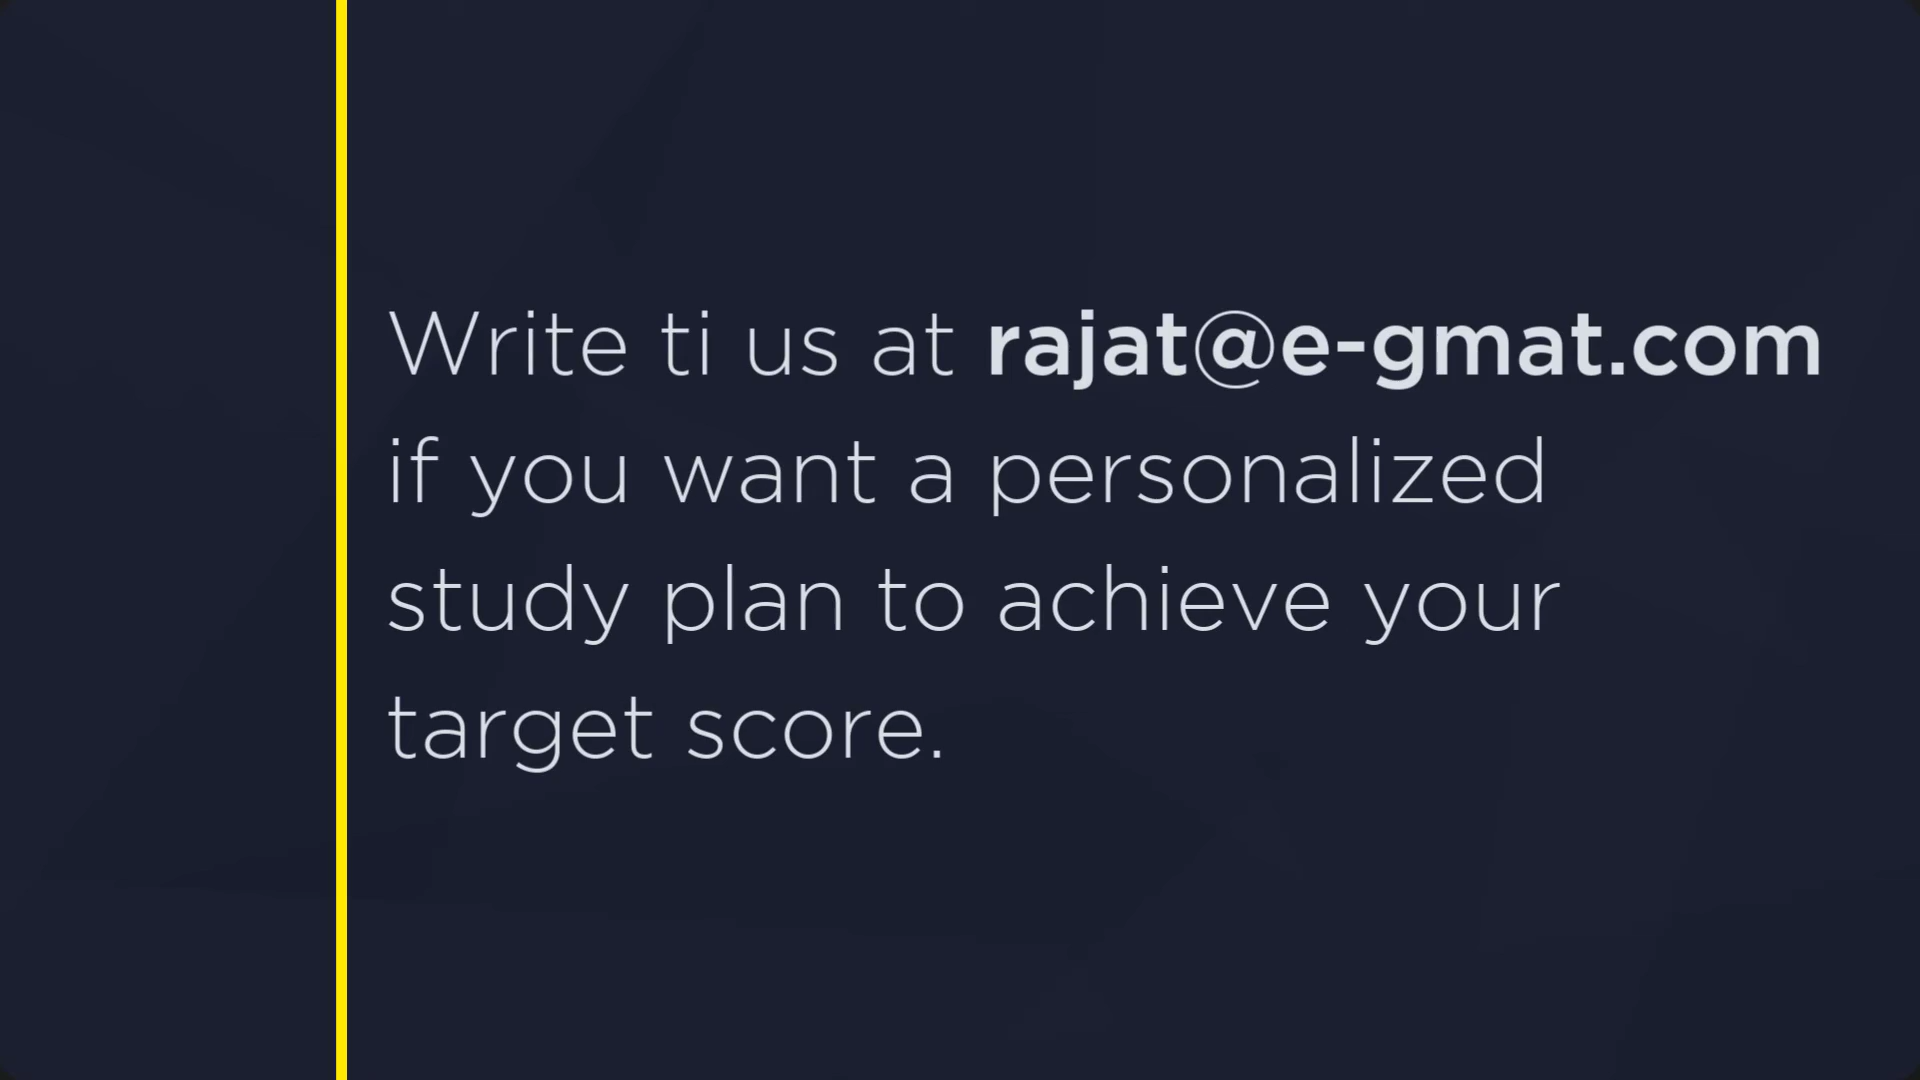 Write ti us at rajat@e-gmat.com
if you want a personalized
study plan to achieve your
target score.